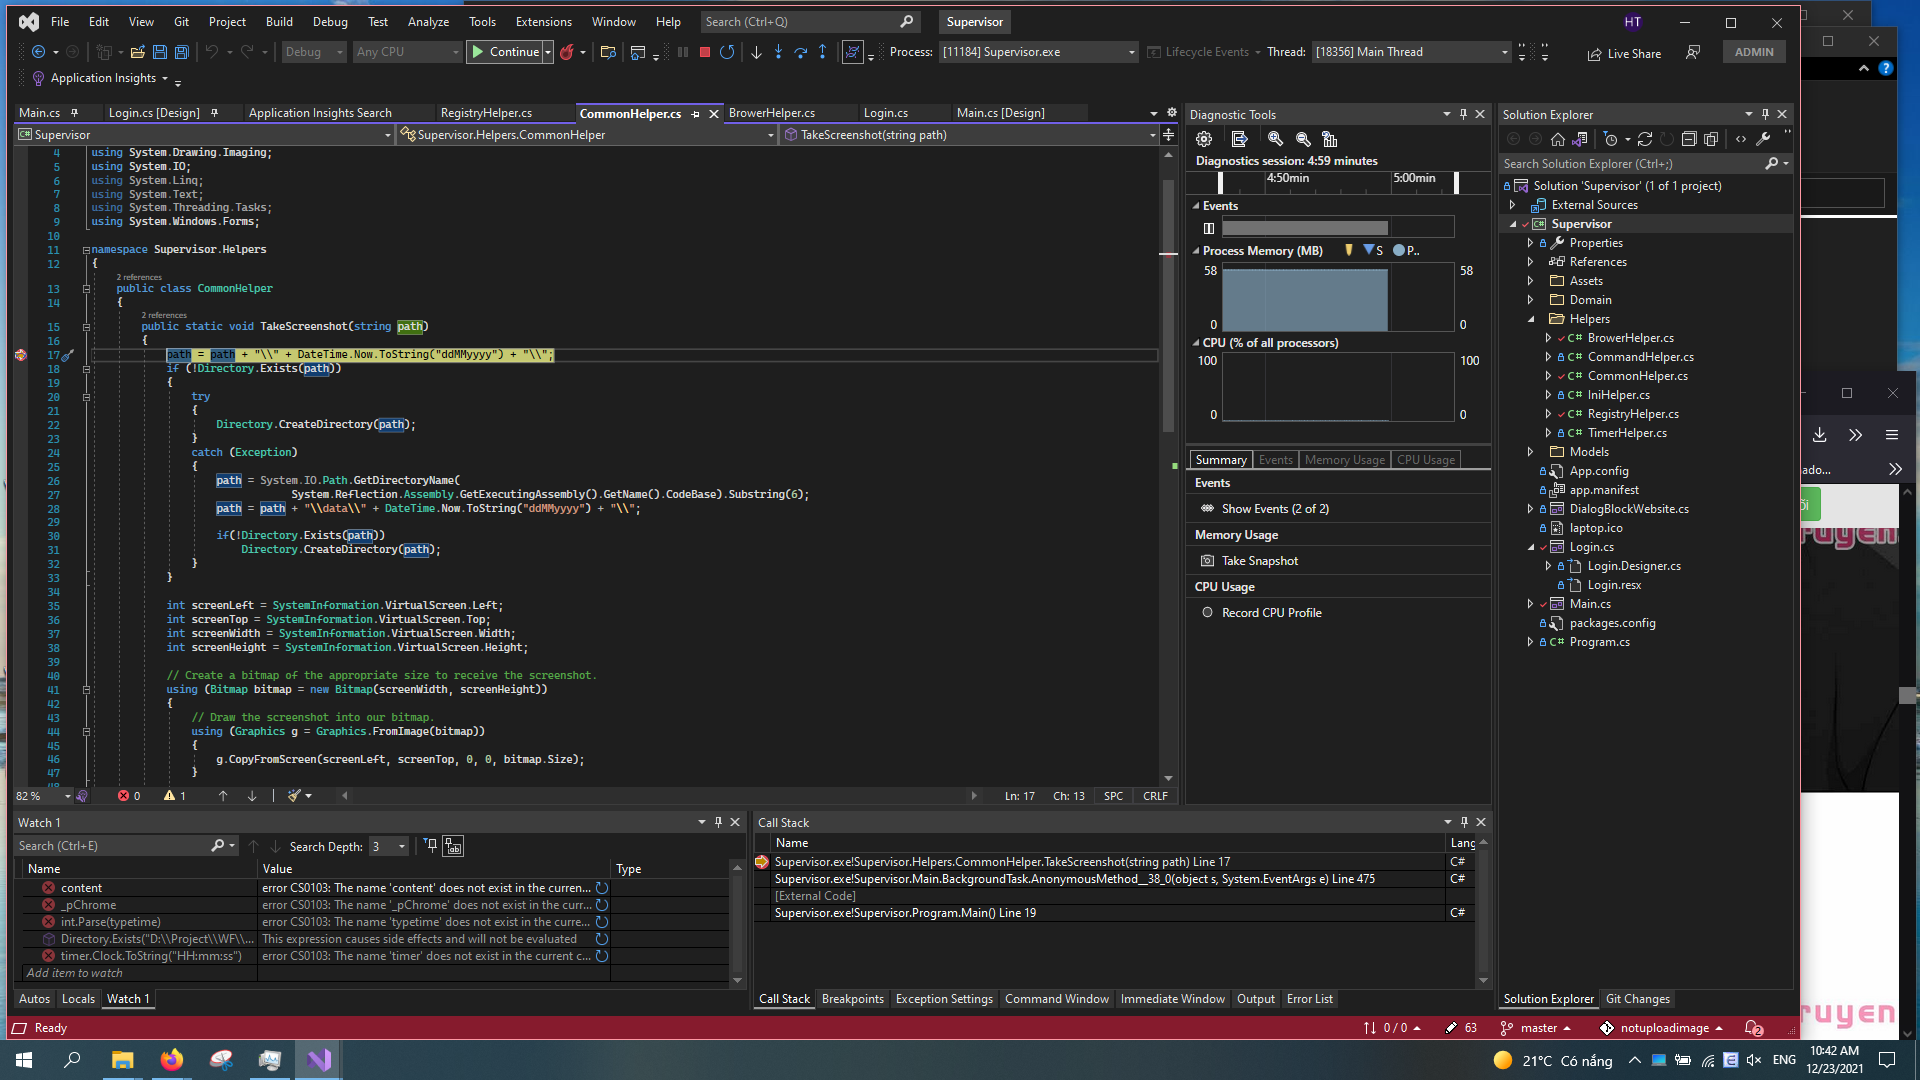 File Edit View Git Project Build Debug Test Analyze Tools Extensions Window Help Search (Ctrl+Q) Supervisor HT
Debug Any CPU Continue Process: [11184] Supervisor.exe Lifecycle Events Thread: [18356] Main Thread Live Share ADMIN
Application Insights
Main.cs Login.cs [Design] Application Insights Search RegistryHelper.cs CommonHelper.cs BrowerHelper.cs Login.cs Main.cs [Design]
Supervisor Supervisor.Helpers.CommonHelper TakeScreenshot(string path)
4 using System.Drawing.Imaging;
5 using System.IO;
6 using System.Linq;
7 using System.Text;
8 using System.Threading.Tasks;
9 using System.Windows.Forms;
10
11 namespace Supervisor.Helpers
12 {
2 references
13 public class CommonHelper
14 {
2 references
15 public static void TakeScreenshot(string path)
16 {
17 path = path + "\\" + DateTime.Now.ToString("ddMMyyyy") + "\\";
18 if (!Directory.Exists(path))
19 {
20 try
21 {
22 Directory.CreateDirectory(path);
23 }
24 catch (Exception)
25 {
26 path = System.IO.Path.GetDirectoryName(
27 System.Reflection.Assembly.GetExecutingAssembly().GetName().CodeBase).Substring(6);
28 path = path + "\\data\\" + DateTime.Now.ToString("ddMMyyyy") + "\\";
29
30 if(!Directory.Exists(path))
31 Directory.CreateDirectory(path);
32 }
33 }
34
35 int screenLeft = SystemInformation.VirtualScreen.Left;
36 int screenTop = SystemInformation.VirtualScreen.Top;
37 int screenWidth = SystemInformation.VirtualScreen.Width;
38 int screenHeight = SystemInformation.VirtualScreen.Height;
39
40 // Create a bitmap of the appropriate size to receive the screenshot.
41 using (Bitmap bitmap = new Bitmap(screenWidth, screenHeight))
42 {
43 // Draw the screenshot into our bitmap.
44 using (Graphics g = Graphics.FromImage(bitmap))
45 {
46 g.CopyFromScreen(screenLeft, screenTop, 0, 0, bitmap.Size);
47 }
82 % 0 1 Ln: 17 Ch: 13 SPC CRLF
Diagnostic Tools
Diagnostics session: 4:59 minutes
4:50min 5:00min
Events
Process Memory (MB) S P..
58 58
0 0
CPU (% of all processors)
100 100
0 0
Summary Events Memory Usage CPU Usage
Events
Show Events (2 of 2)
Memory Usage
Take Snapshot
CPU Usage
Record CPU Profile
Solution Explorer
Search Solution Explorer (Ctrl+;)
Solution 'Supervisor' (1 of 1 project)
External Sources
C# Supervisor
Properties
References
Assets
Domain
Helpers
C# BrowerHelper.cs
C# CommandHelper.cs
C# CommonHelper.cs
C# IniHelper.cs
C# RegistryHelper.cs
C# TimerHelper.cs
Models
App.config
app.manifest
DialogBlockWebsite.cs
laptop.ico
Login.cs
Login.Designer.cs
Login.resx
Main.cs
packages.config
C# Program.cs
Solution Explorer Git Changes
Watch 1
Search (Ctrl+E) Search Depth: 3
Name Value Type
content error CS0103: The name 'content' does not exist in the curren...
_pChrome error CS0103: The name '_pChrome' does not exist in the curre...
int.Parse(typetime) error CS0103: The name 'typetime' does not exist in the curre...
Directory.Exists("D:\\Project\\WF\\... This expression causes side effects and will not be evaluated
timer.Clock.ToString("HH:mm:ss") error CS0103: The name 'timer' does not exist in the current c...
Add item to watch
Autos Locals Watch 1
Call Stack
Name Lang
Supervisor.exe!Supervisor.Helpers.CommonHelper.TakeScreenshot(string path) Line 17 C#
Supervisor.exe!Supervisor.Main.BackgroundTask.AnonymousMethod__38_0(object s, System.EventArgs e) Line 475 C#
[External Code]
Supervisor.exe!Supervisor.Program.Main() Line 19 C#
Call Stack Breakpoints Exception Settings Command Window Immediate Window Output Error List
Ready 0 / 0 63 master notuploadimage 2
ado...
ruyen
ruyen
21°C Có nắng ENG 10:42 AM
12/23/2021